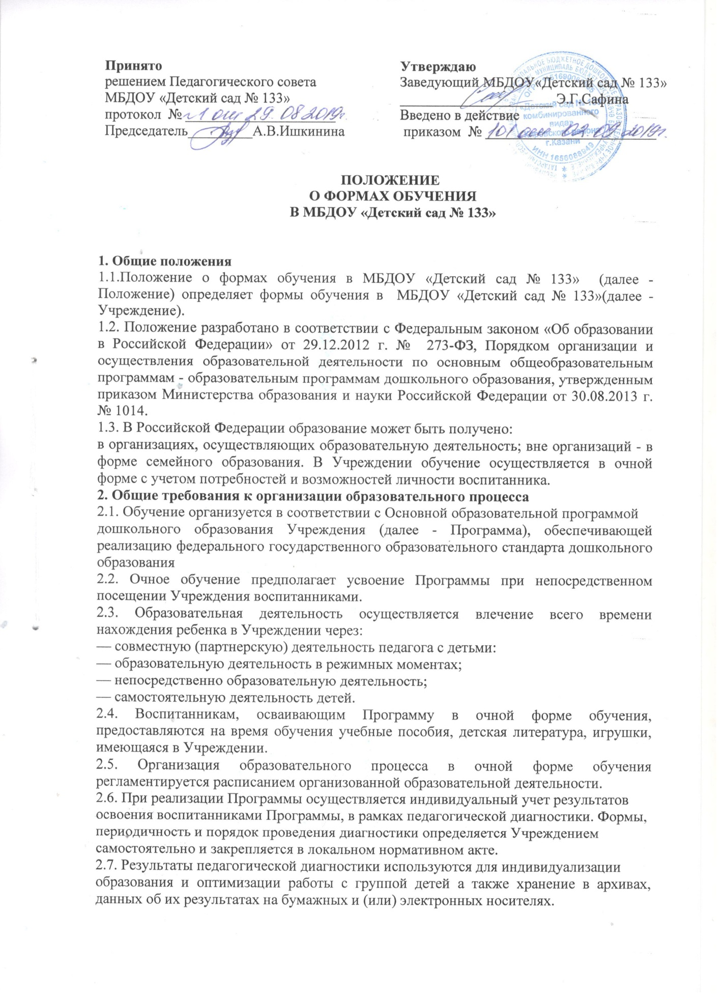 Принято
решением Педагогического совета
МБДОУ «Детский сад № 133»
протокол № 1 от 29.08.2019г.
Председатель__________А.В.Ишкинина
Утверждаю
Заведующий МБДОУ«Детский сад № 133»
Э.Г.Сафина
Введено в действие
приказом № 101 от 02.09.2019г.
комбинированного
вида»
г.Казани
ИНН 1656088949
ПОЛОЖЕНИЕ
О ФОРМАХ ОБУЧЕНИЯ
В МБДОУ «Детский сад № 133»
1. Общие положения
1.1.Положение о формах обучения в МБДОУ «Детский сад № 133» (далее -
Положение) определяет формы обучения в МБДОУ «Детский сад № 133»(далее -
Учреждение).
1.2. Положение разработано в соответствии с Федеральным законом «Об образовании
в Российской Федерации» от 29.12.2012 г. № 273-ФЗ, Порядком организации и
осуществления образовательной деятельности по основным общеобразовательным
программам - образовательным программам дошкольного образования, утвержденным
приказом Министерства образования и науки Российской Федерации от 30.08.2013 г.
№ 1014.
1.3. В Российской Федерации образование может быть получено:
в организациях, осуществляющих образовательную деятельность; вне организаций - в
форме семейного образования. В Учреждении обучение осуществляется в очной
форме с учетом потребностей и возможностей личности воспитанника.
2. Общие требования к организации образовательного процесса
2.1. Обучение организуется в соответствии с Основной образовательной программой
дошкольного образования Учреждения (далее - Программа), обеспечивающей
реализацию федерального государственного образовательного стандарта дошкольного
образования
2.2. Очное обучение предполагает усвоение Программы при непосредственном
посещении Учреждения воспитанниками.
2.3. Образовательная деятельность осуществляется влечение всего времени
нахождения ребенка в Учреждении через:
— совместную (партнерскую) деятельность педагога с детьми:
— образовательную деятельность в режимных моментах;
— непосредственно образовательную деятельность;
— самостоятельную деятельность детей.
2.4. Воспитанникам, осваивающим Программу в очной форме обучения,
предоставляются на время обучения учебные пособия, детская литература, игрушки,
имеющаяся в Учреждении.
2.5. Организация образовательного процесса в очной форме обучения
регламентируется расписанием организованной образовательной деятельности.
2.6. При реализации Программы осуществляется индивидуальный учет результатов
освоения воспитанниками Программы, в рамках педагогической диагностики. Формы,
периодичность и порядок проведения диагностики определяется Учреждением
самостоятельно и закрепляется в локальном нормативном акте.
2.7. Результаты педагогической диагностики используются для индивидуализации
образования и оптимизации работы с группой детей а также хранение в архивах,
данных об их результатах на бумажных и (или) электронных носителях.